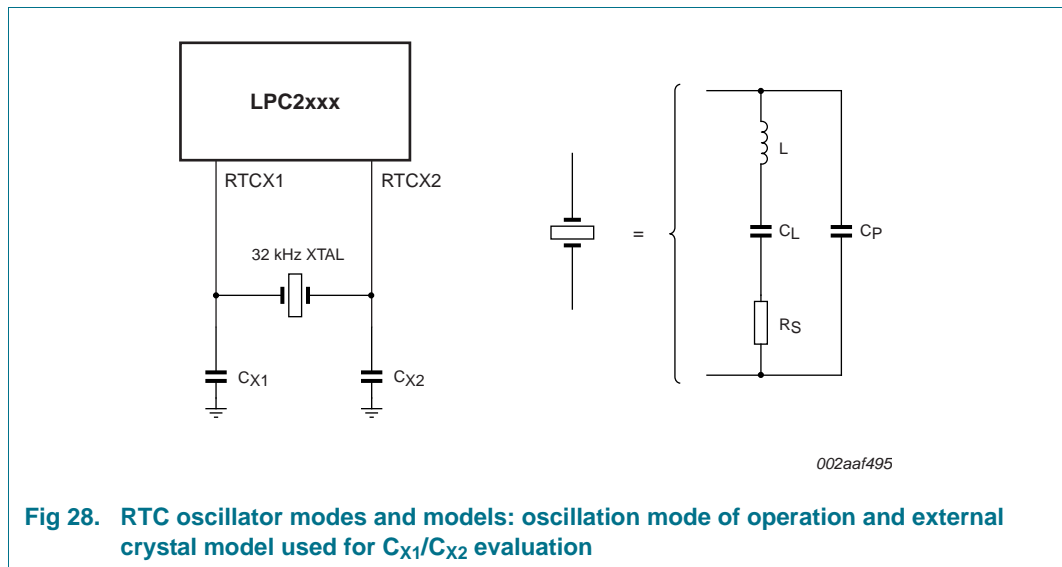 LPC2xxx
RTCX1
RTCX2
32 kHz XTAL
CX1
CX2
=
L
CL
CP
RS
002aaf495
Fig 28. RTC oscillator modes and models: oscillation mode of operation and external
crystal model used for CX1/CX2 evaluation